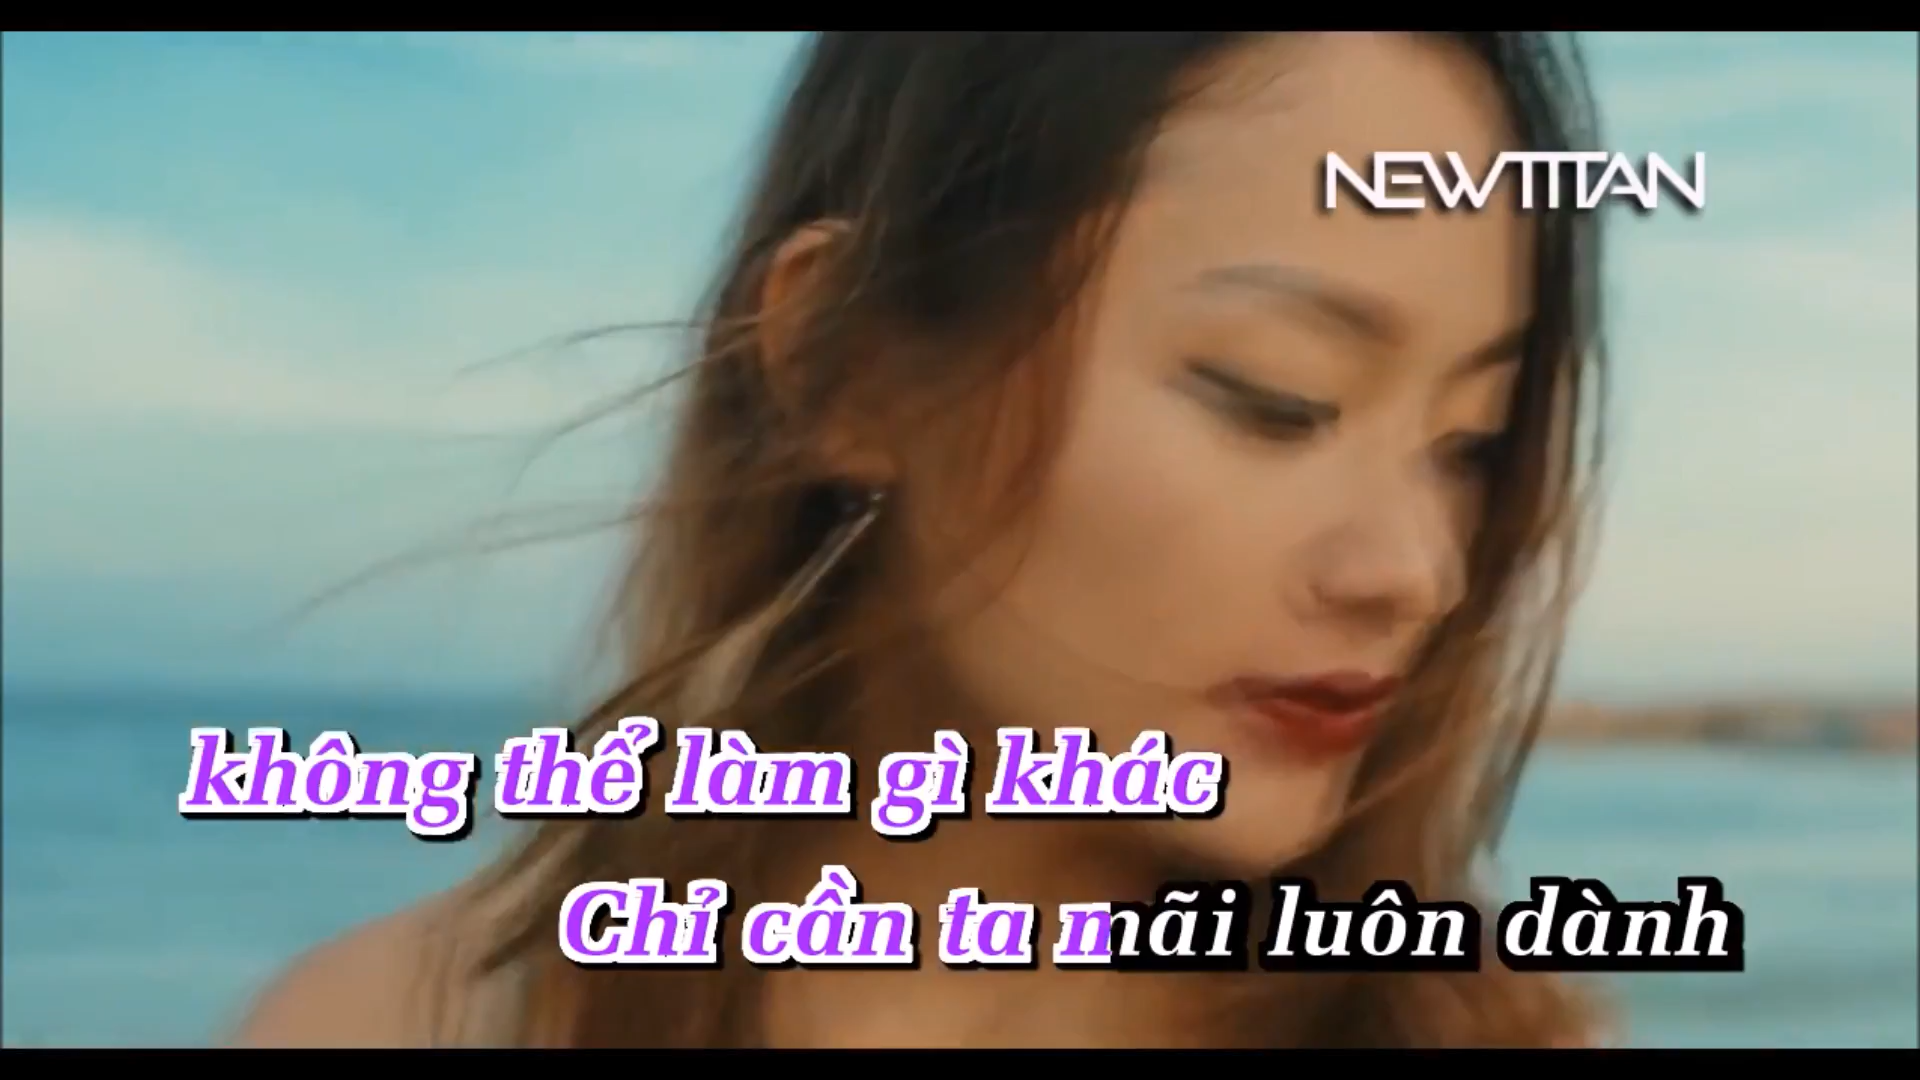 NEWTITAN
không thể làm gì khác
Chỉ cần ta mãi luôn dành